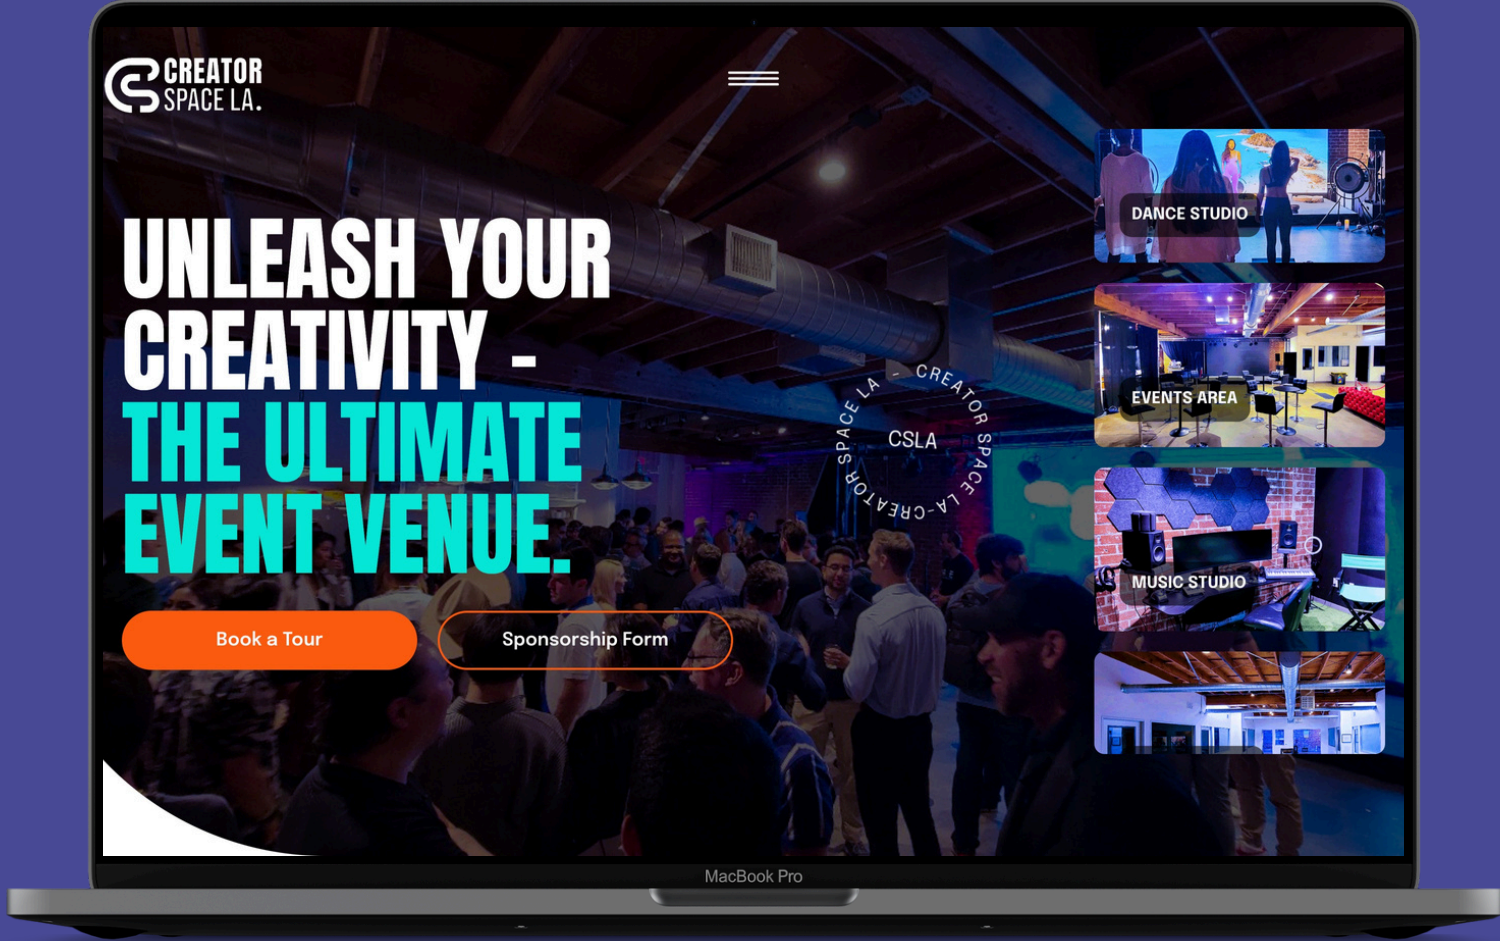 CREATOR
SPACE LA.
UNLEASH YOUR
CREATIVITY -
THE ULTIMATE
EVENT VENUE.
Book a Tour
Sponsorship Form
CREATOR SPACE LA-CREATOR SPACE LA -
CSLA
DANCE STUDIO
EVENTS AREA
MUSIC STUDIO
MacBook Pro